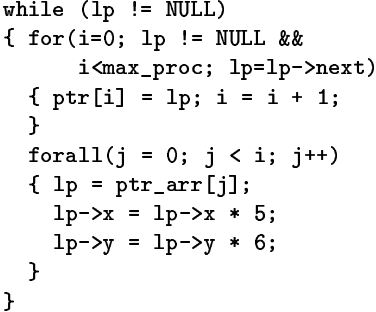 while (lp != NULL)
{ for(i=0; lp != NULL &&
i<max_proc; lp=lp->next)
{ ptr[i] = lp; i = i + 1;
}
forall(j = 0; j < i; j++)
{ lp = ptr_arr[j];
lp->x = lp->x * 5;
lp->y = lp->y * 6;
}
}